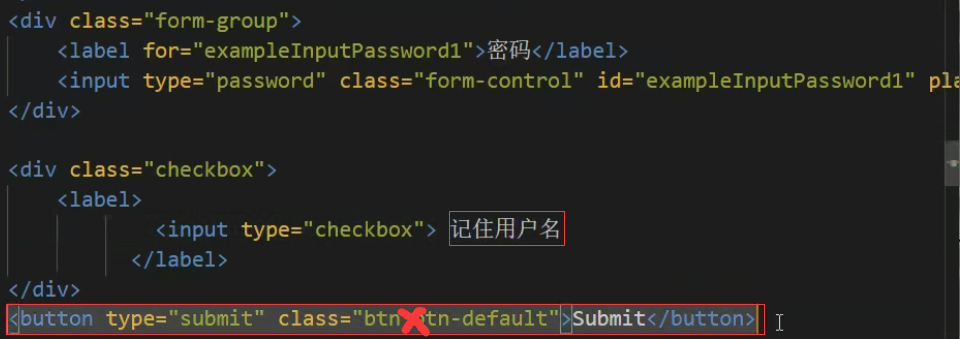 <div class="form-group">
<label for="exampleInputPassword1">密码</label>
<input type="password" class="form-control" id="exampleInputPassword1" pla
</div>
<div class="checkbox">
<label>
<input type="checkbox"> 记住用户名
</label>
</div>
<button type="submit" class="btn btn-default">Submit</button>